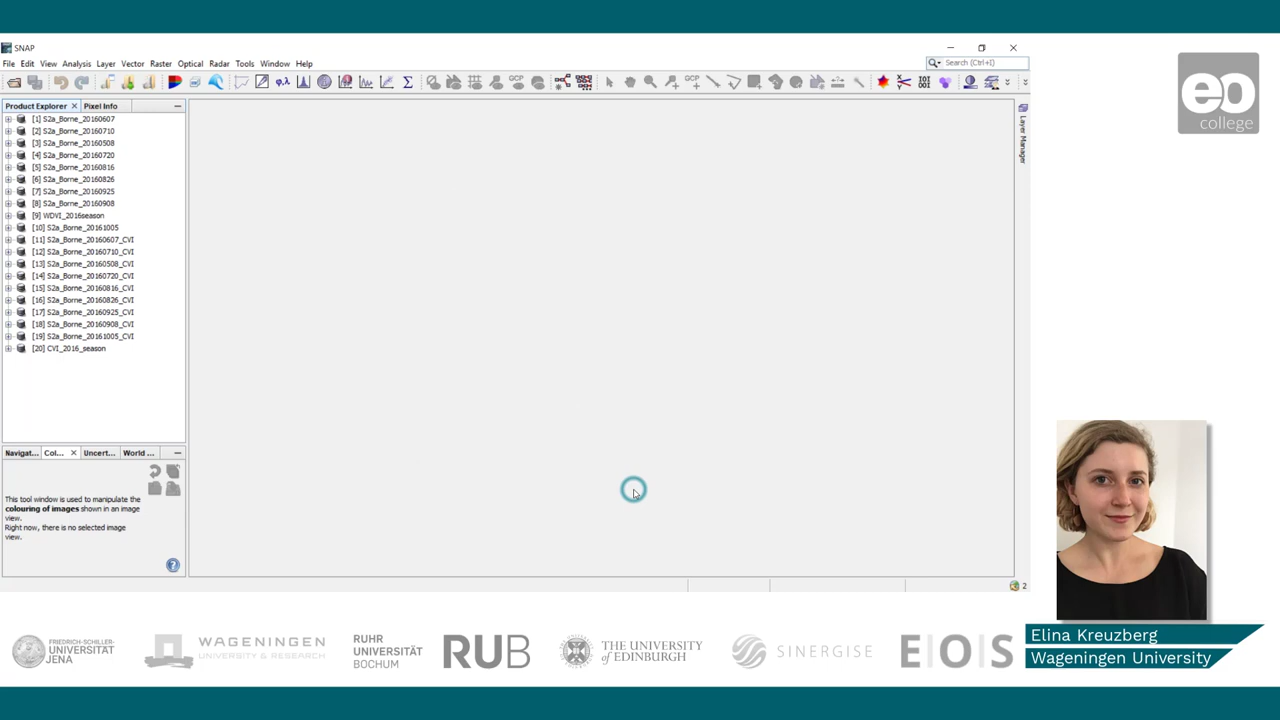 SNAP
File Edit View Analysis Layer Vector Raster Optical Radar Tools Window Help
Search (Ctrl+I)
GCP
GCP
Product Explorer
Pixel Info
[1] S2a_Borne_20160607
[2] S2a_Borne_20160710
[3] S2a_Borne_20160508
[4] S2a_Borne_20160720
[5] S2a_Borne_20160816
[6] S2a_Borne_20160826
[7] S2a_Borne_20160925
[8] S2a_Borne_20160908
[9] WDVI_2016season
[10] S2a_Borne_20161005
[11] S2a_Borne_20160607_CVI
[12] S2a_Borne_20160710_CVI
[13] S2a_Borne_20160508_CVI
[14] S2a_Borne_20160720_CVI
[15] S2a_Borne_20160816_CVI
[16] S2a_Borne_20160826_CVI
[17] S2a_Borne_20160925_CVI
[18] S2a_Borne_20160908_CVI
[19] S2a_Borne_20161005_CVI
[20] CVI_2016_season
Layer Manager
Navigat... Col... Uncert... World ...
This tool window is used to manipulate the
colouring of images shown in an image
view.
Right now, there is no selected image
view.
2
eo
college
Elina Kreuzberg
Wageningen University
FRIEDRICH-SCHILLER-
UNIVERSITÄT
JENA
WAGENINGEN
UNIVERSITY & RESEARCH
RUHR
UNIVERSITÄT
BOCHUM
RUB
THE UNIVERSITY
of EDINBURGH
SINERGISE
E|O|S